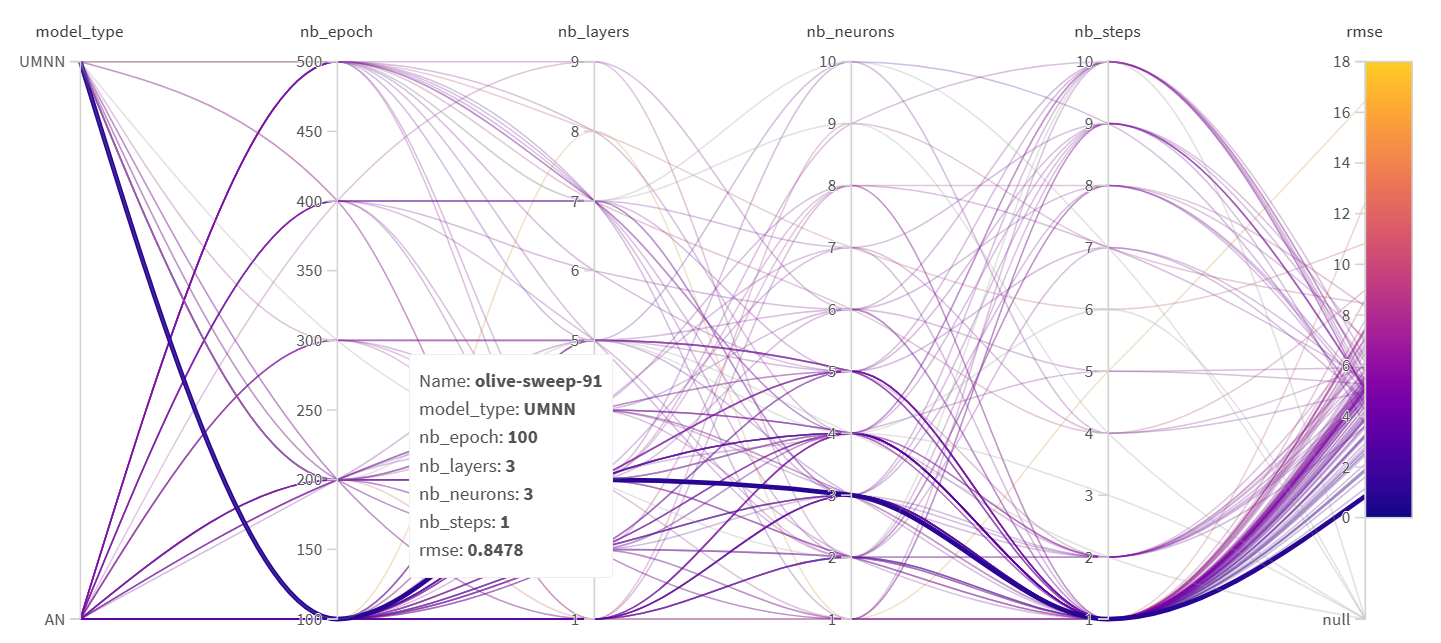 model_type nb_epoch nb_layers nb_neurons nb_steps rmse
UMNN 500 9 10 10 18
16
450 8 9 9
14
400 7 8 8
12
350 6 7 7
10
300 5 6 6 8
Name: olive-sweep-91
model_type: UMNN
nb_epoch: 100
nb_layers: 3
nb_neurons: 3
nb_steps: 1
rmse: 0.8478
250 5 5 6
4
200 4 4 2
3 3 0
150 2 2
AN 100 1 1 1 null